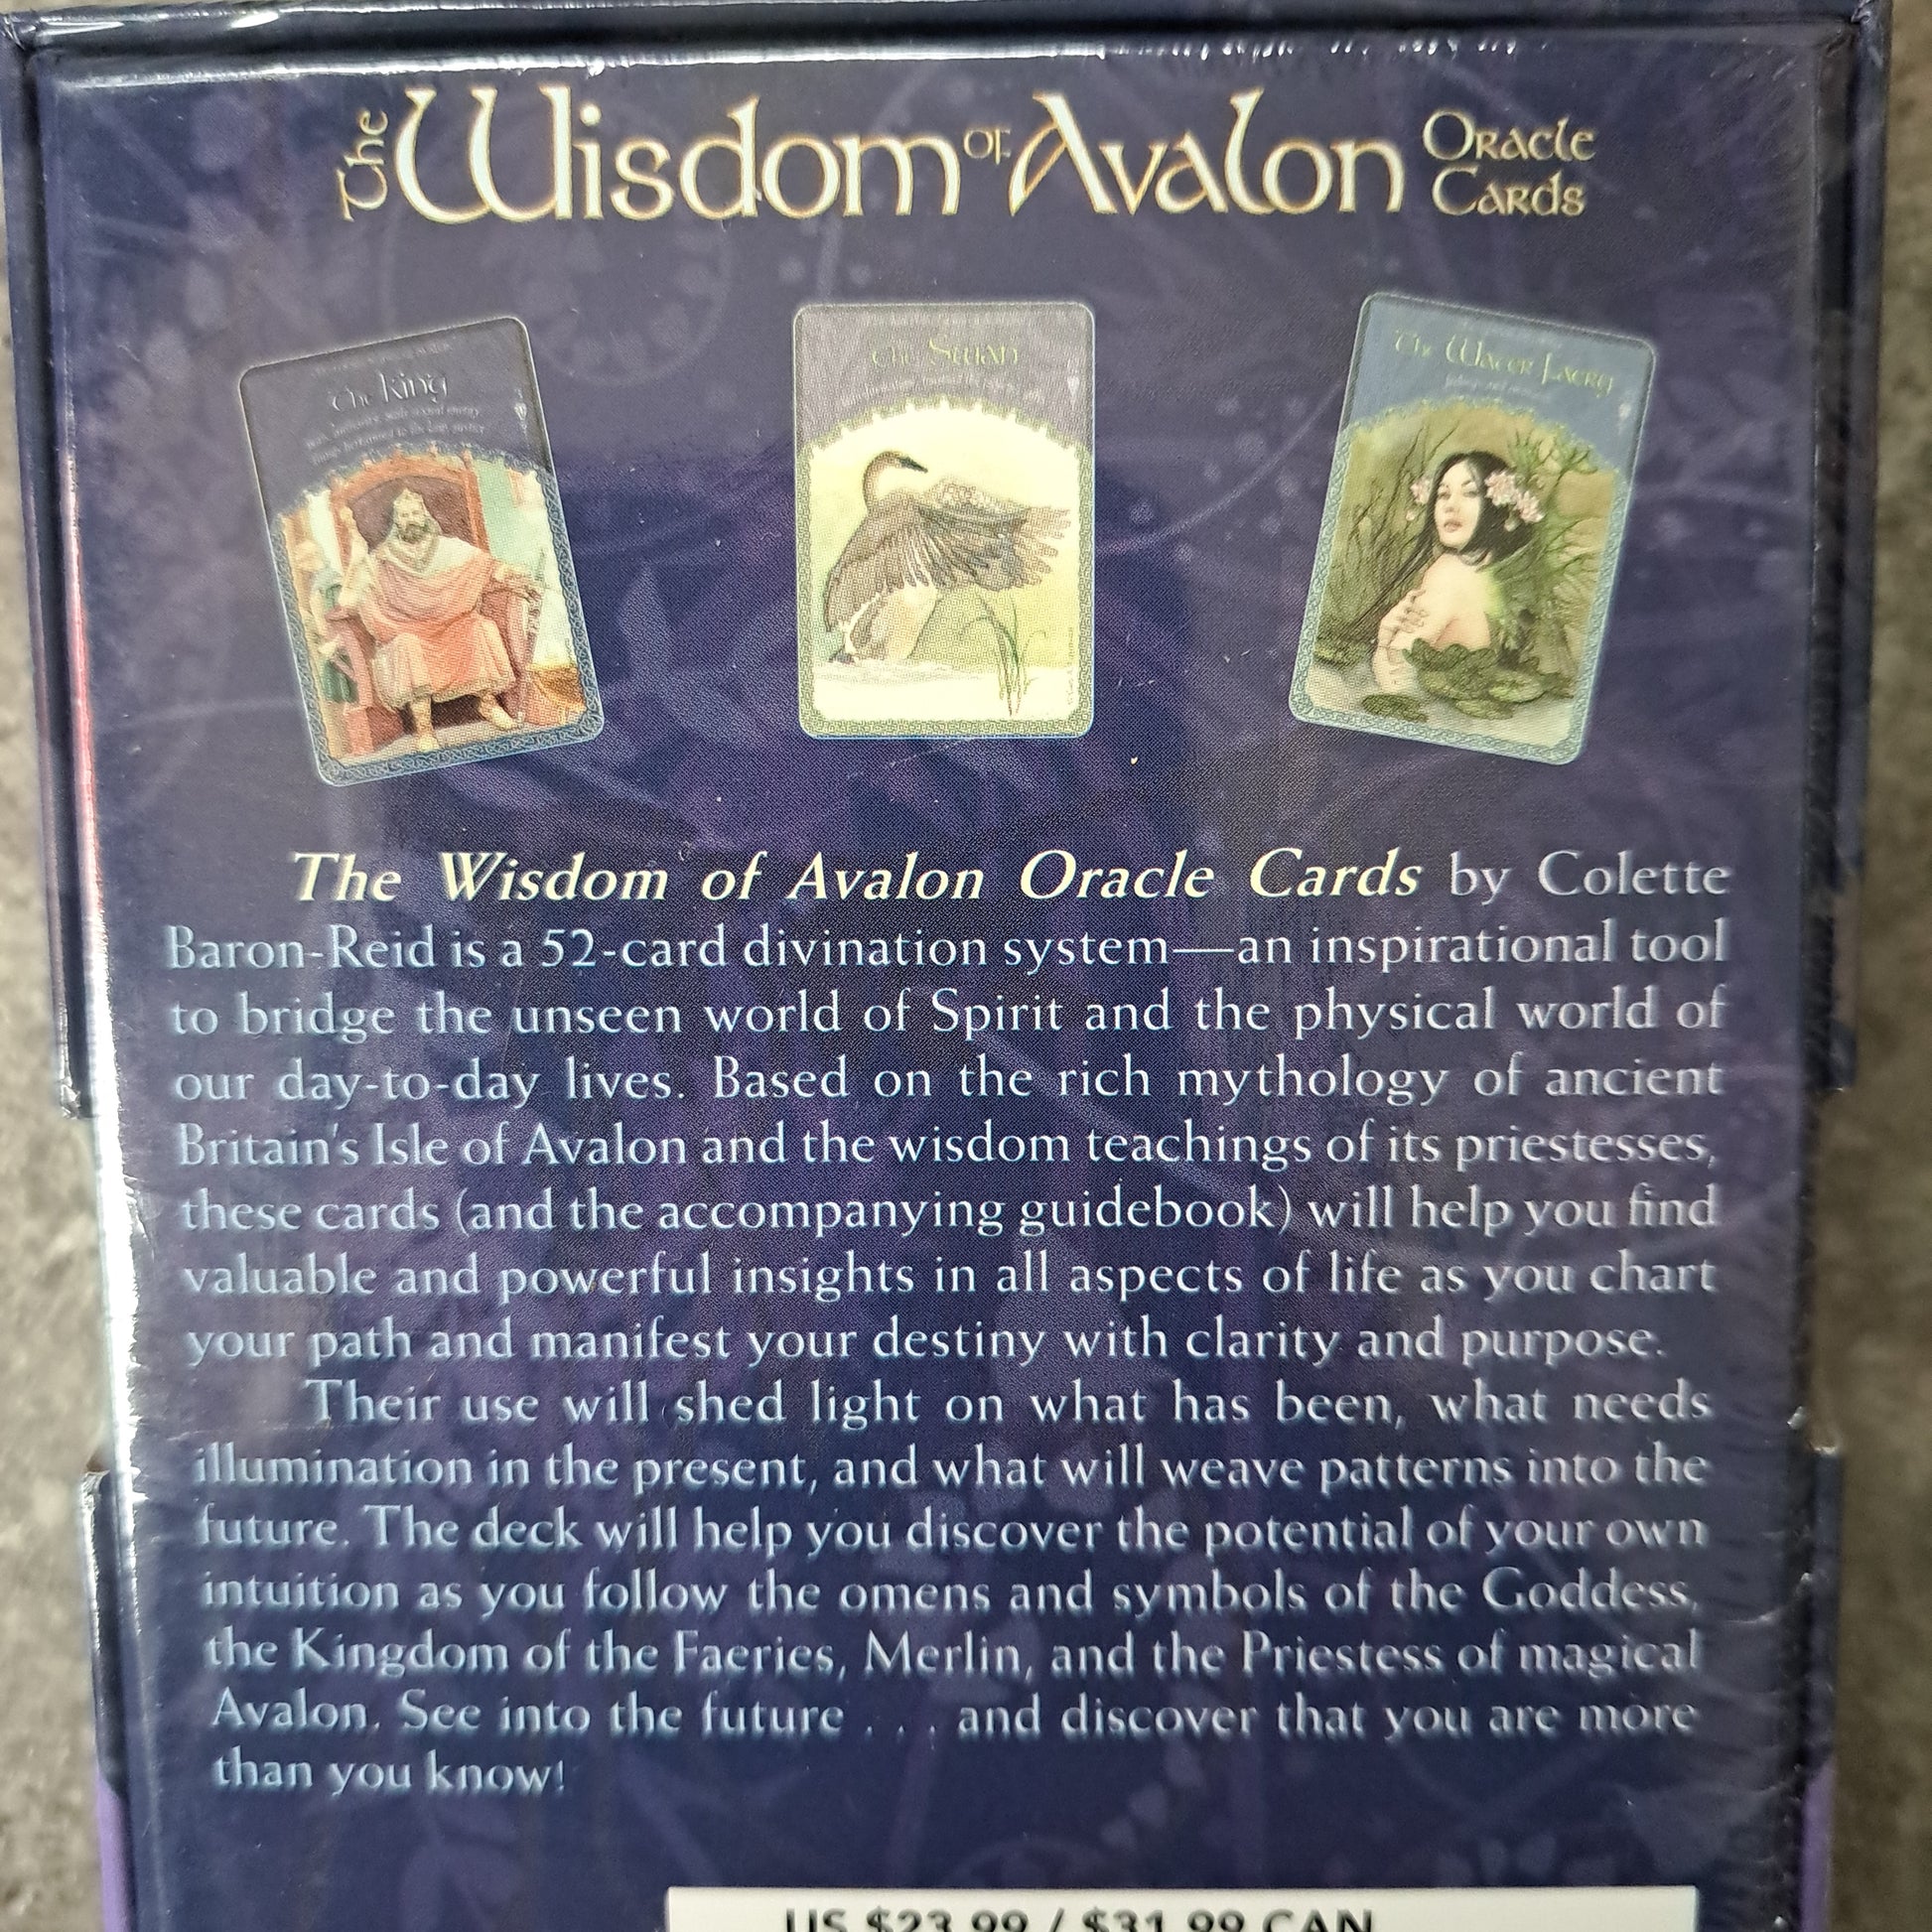 The Wisdom of Avalon Oracle Cards
The King
The Swan
The Water Faery
The Wisdom of Avalon Oracle Cards by Colette
Baron-Reid is a 52-card divination system—an inspirational tool
to bridge the unseen world of Spirit and the physical world of
our day-to-day lives. Based on the rich mythology of ancient
Britain's Isle of Avalon and the wisdom teachings of its priestesses,
these cards (and the accompanying guidebook) will help you find
valuable and powerful insights in all aspects of life as you chart
your path and manifest your destiny with clarity and purpose.
Their use will shed light on what has been, what needs
illumination in the present, and what will weave patterns into the
future. The deck will help you discover the potential of your own
intuition as you follow the omens and symbols of the Goddess,
the Kingdom of the Faeries, Merlin, and the Priestess of magical
Avalon. See into the future . . . and discover that you are more
than you know!
US $23.99 / $31.99 CAN